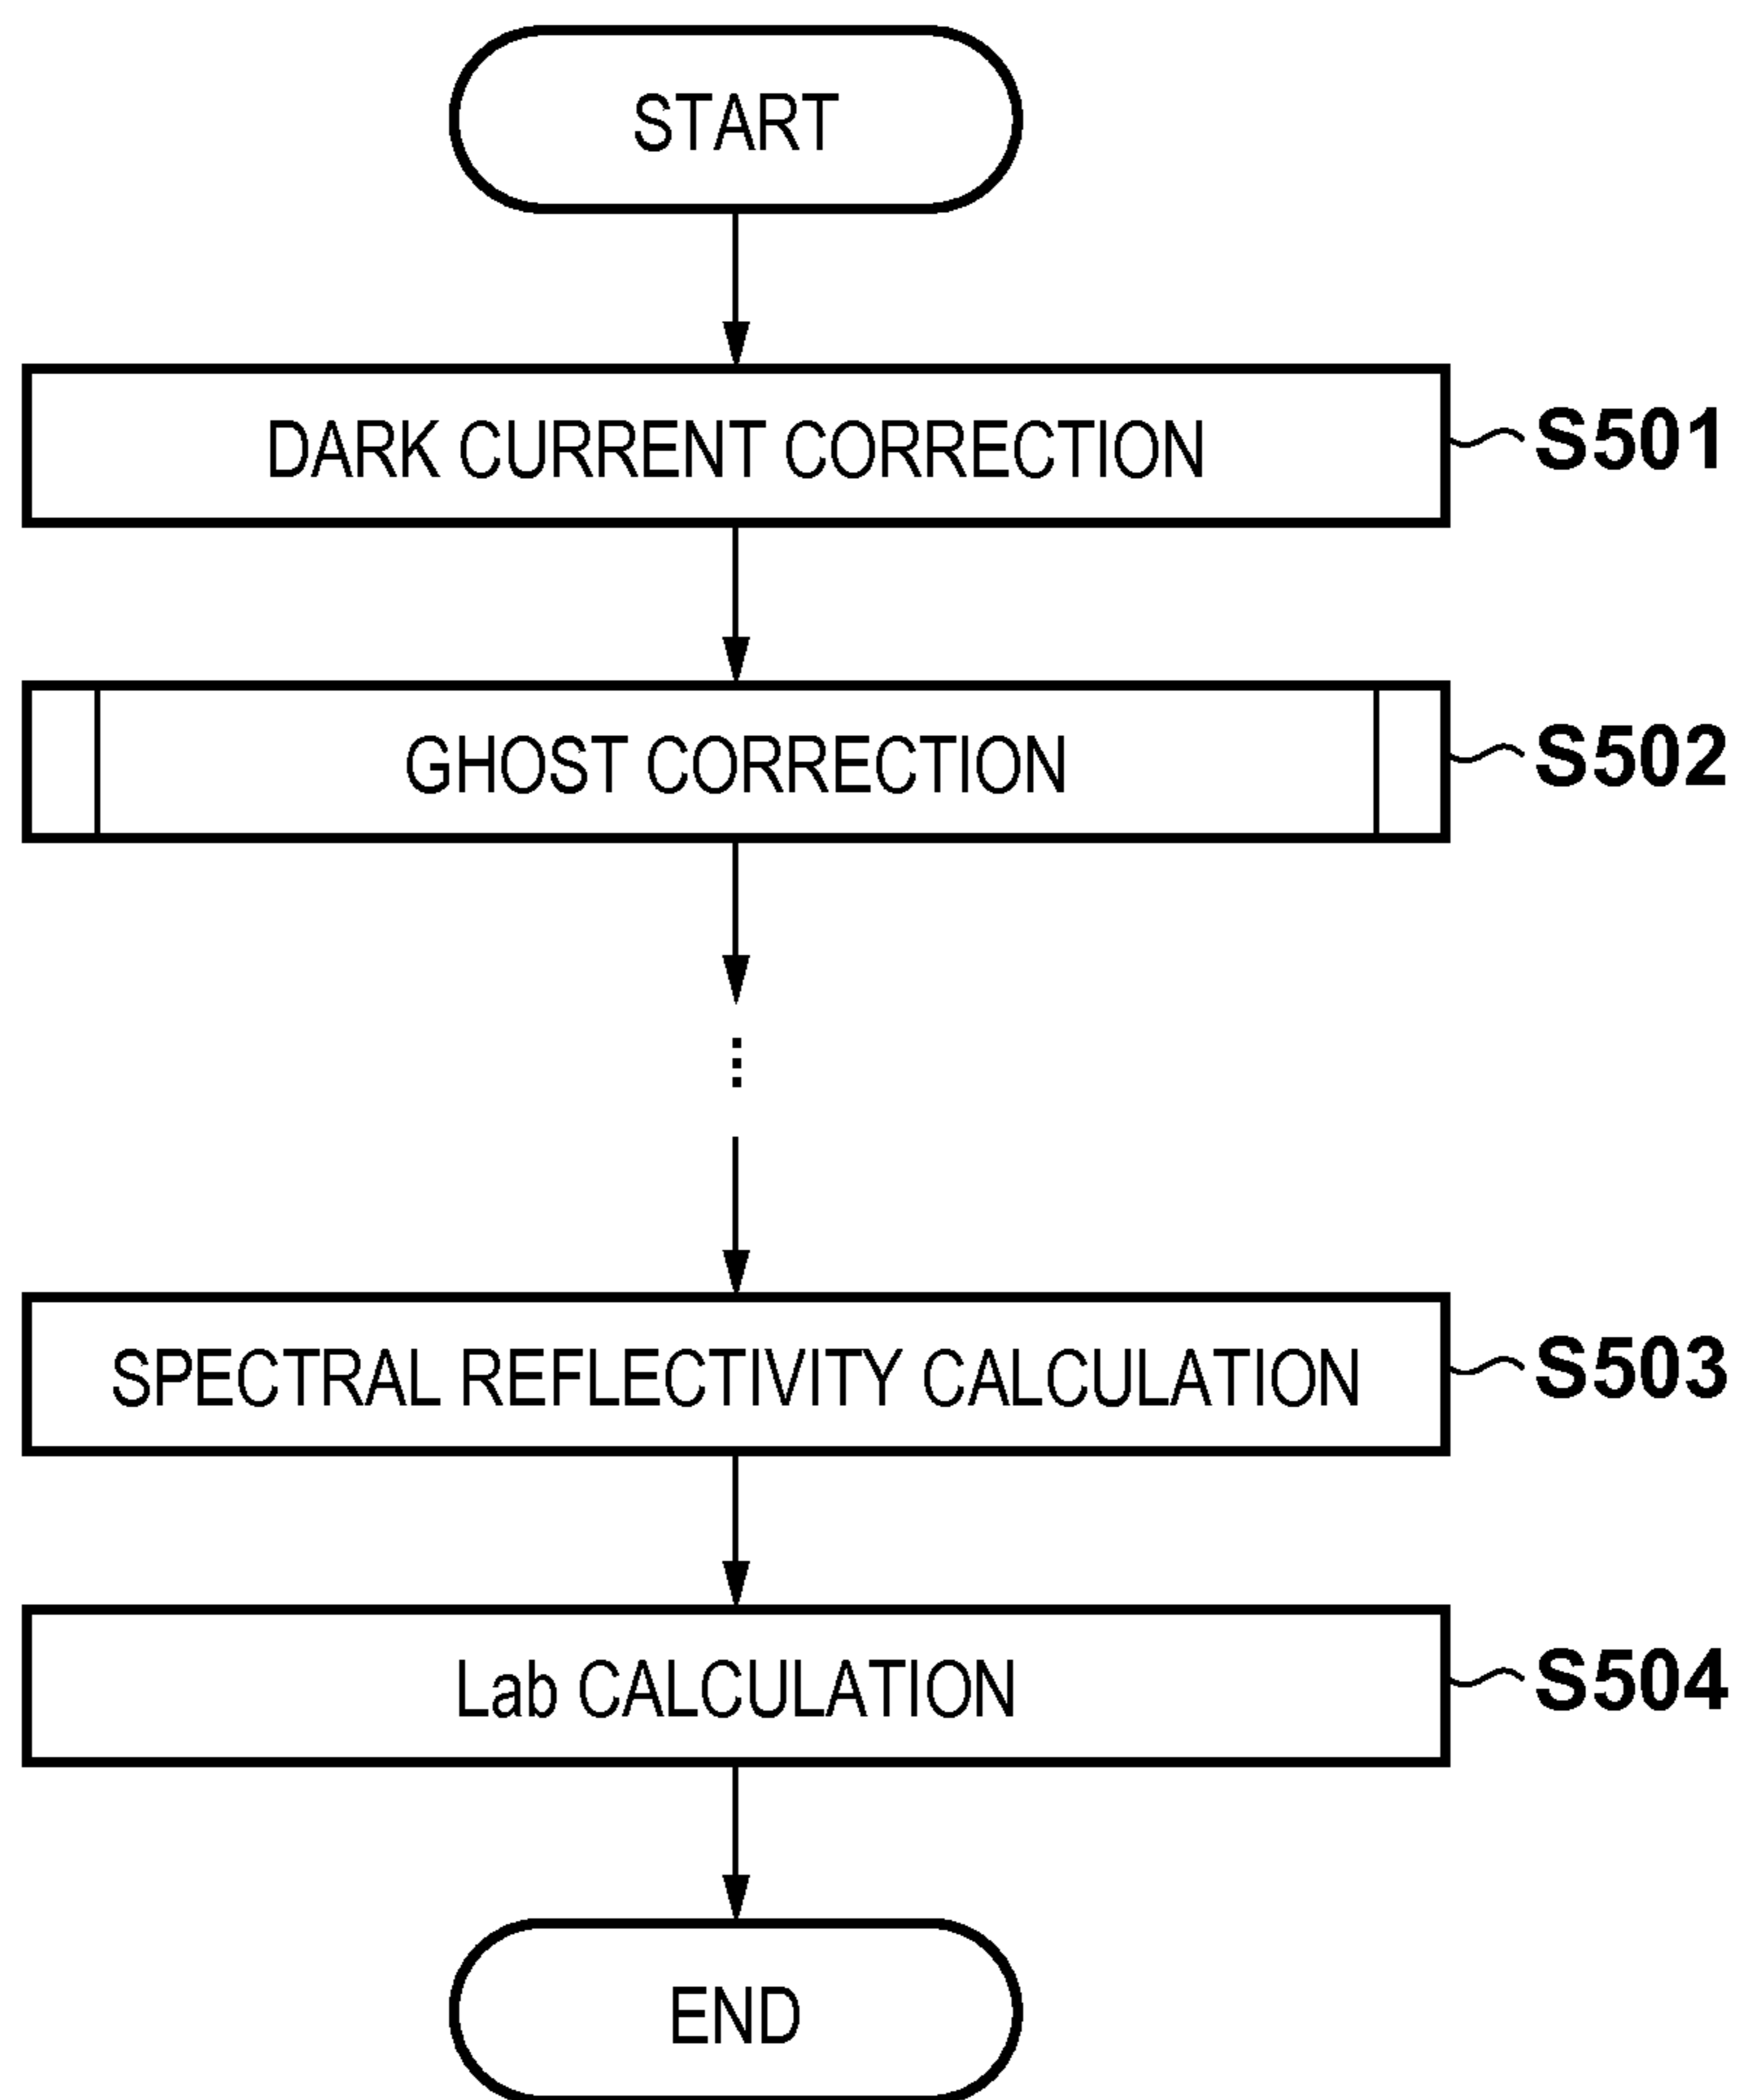 START
DARK CURRENT CORRECTION
S501
GHOST CORRECTION
S502
SPECTRAL REFLECTIVITY CALCULATION
S503
Lab CALCULATION
S504
END